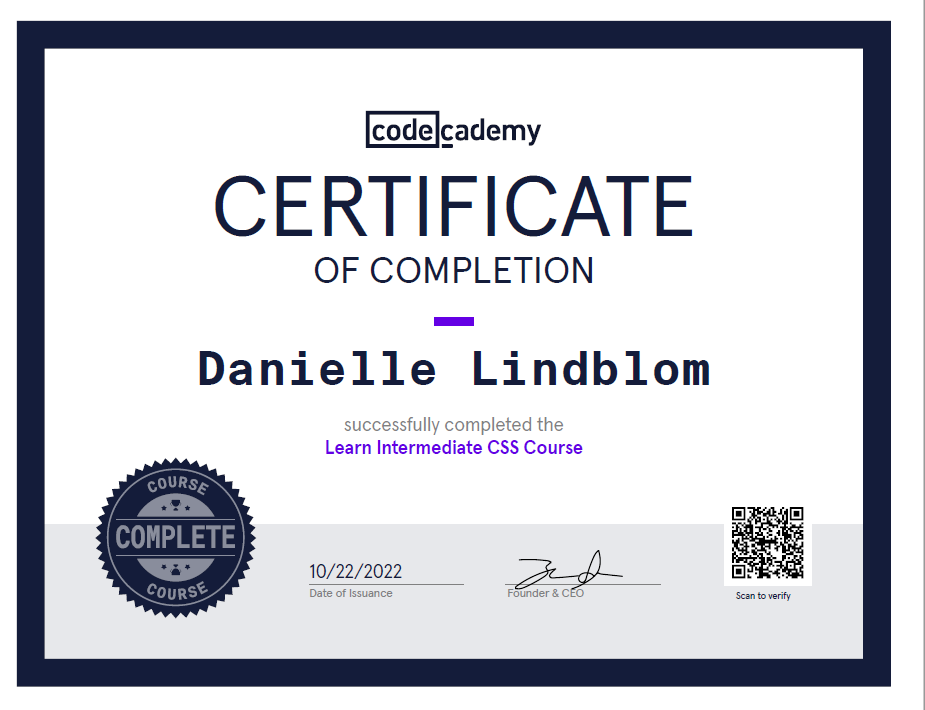 codecademy
CERTIFICATE
OF COMPLETION
Danielle Lindblom
successfully completed the
Learn Intermediate CSS Course
COURSE
COMPLETE
COURSE
10/22/2022
Date of Issuance
Founder & CEO
Scan to verify